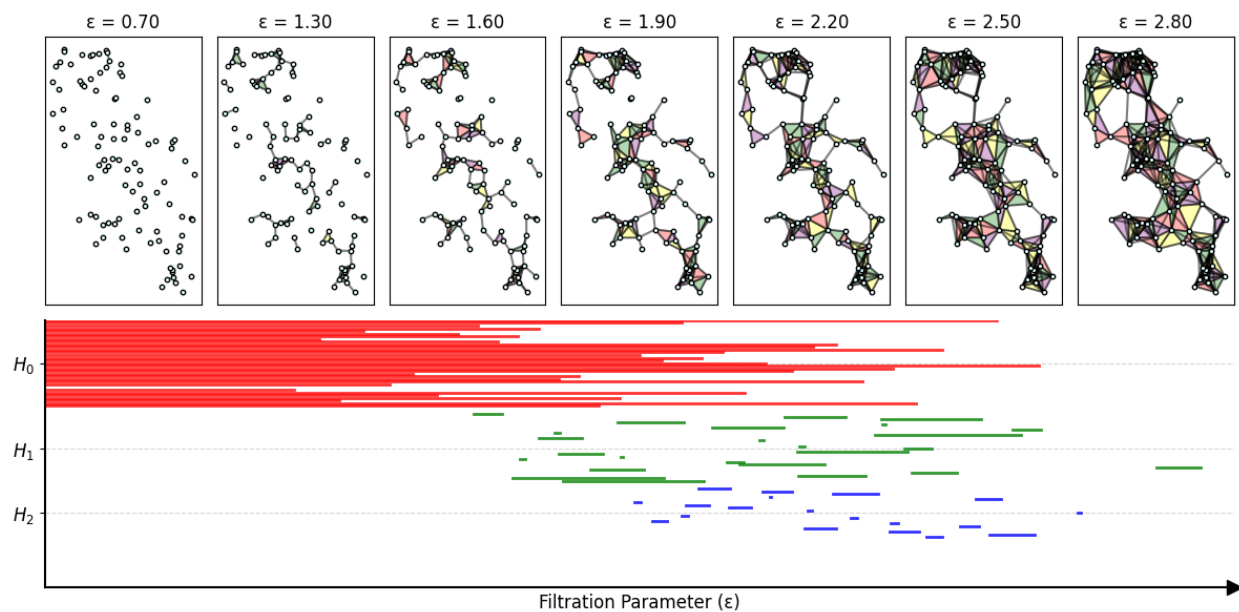 ε = 0.70 ε = 1.30 ε = 1.60 ε = 1.90 ε = 2.20 ε = 2.50 ε = 2.80
H₀
H₁
H₂
Filtration Parameter (ε)